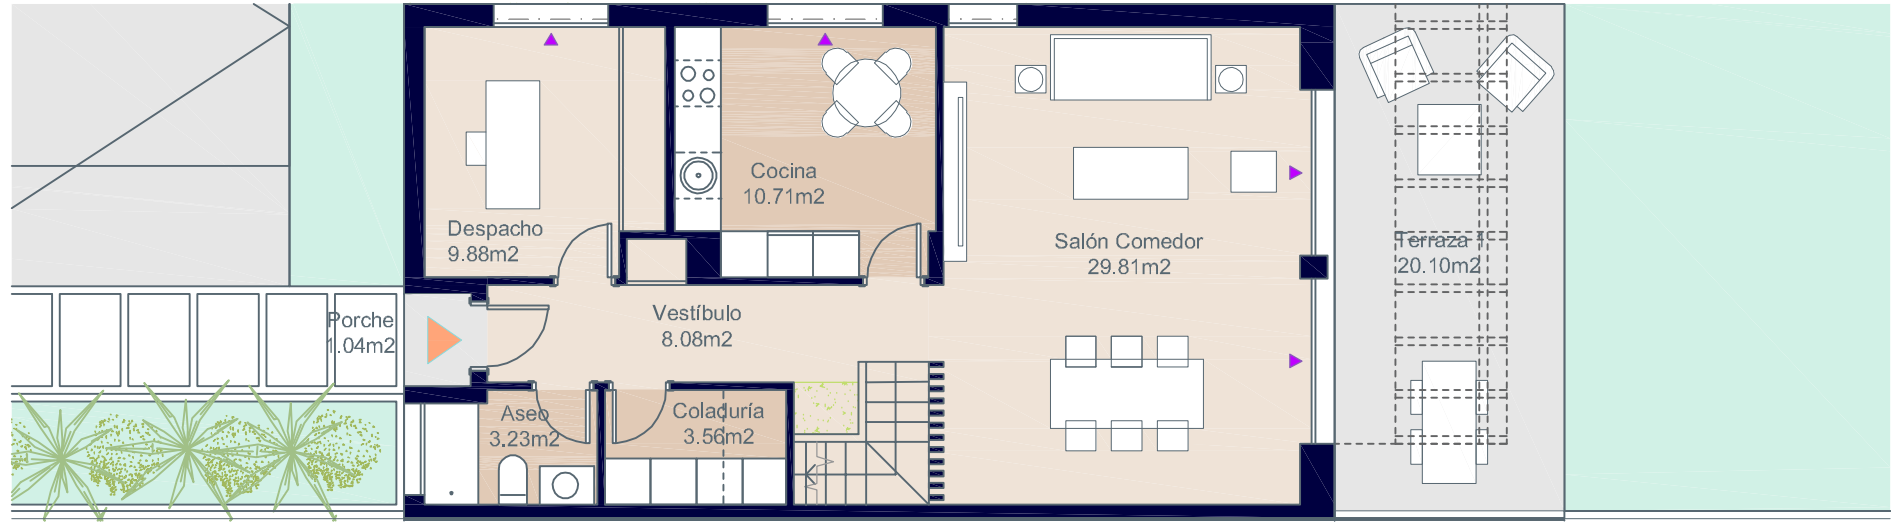 Cocina
10.71m2
Despacho
9.88m2
Salón Comedor
29.81m2
Terraza
20.10m2
Porche
1.04m2
Vestíbulo
8.08m2
Aseo
3.23m2
Coladuría
3.56m2